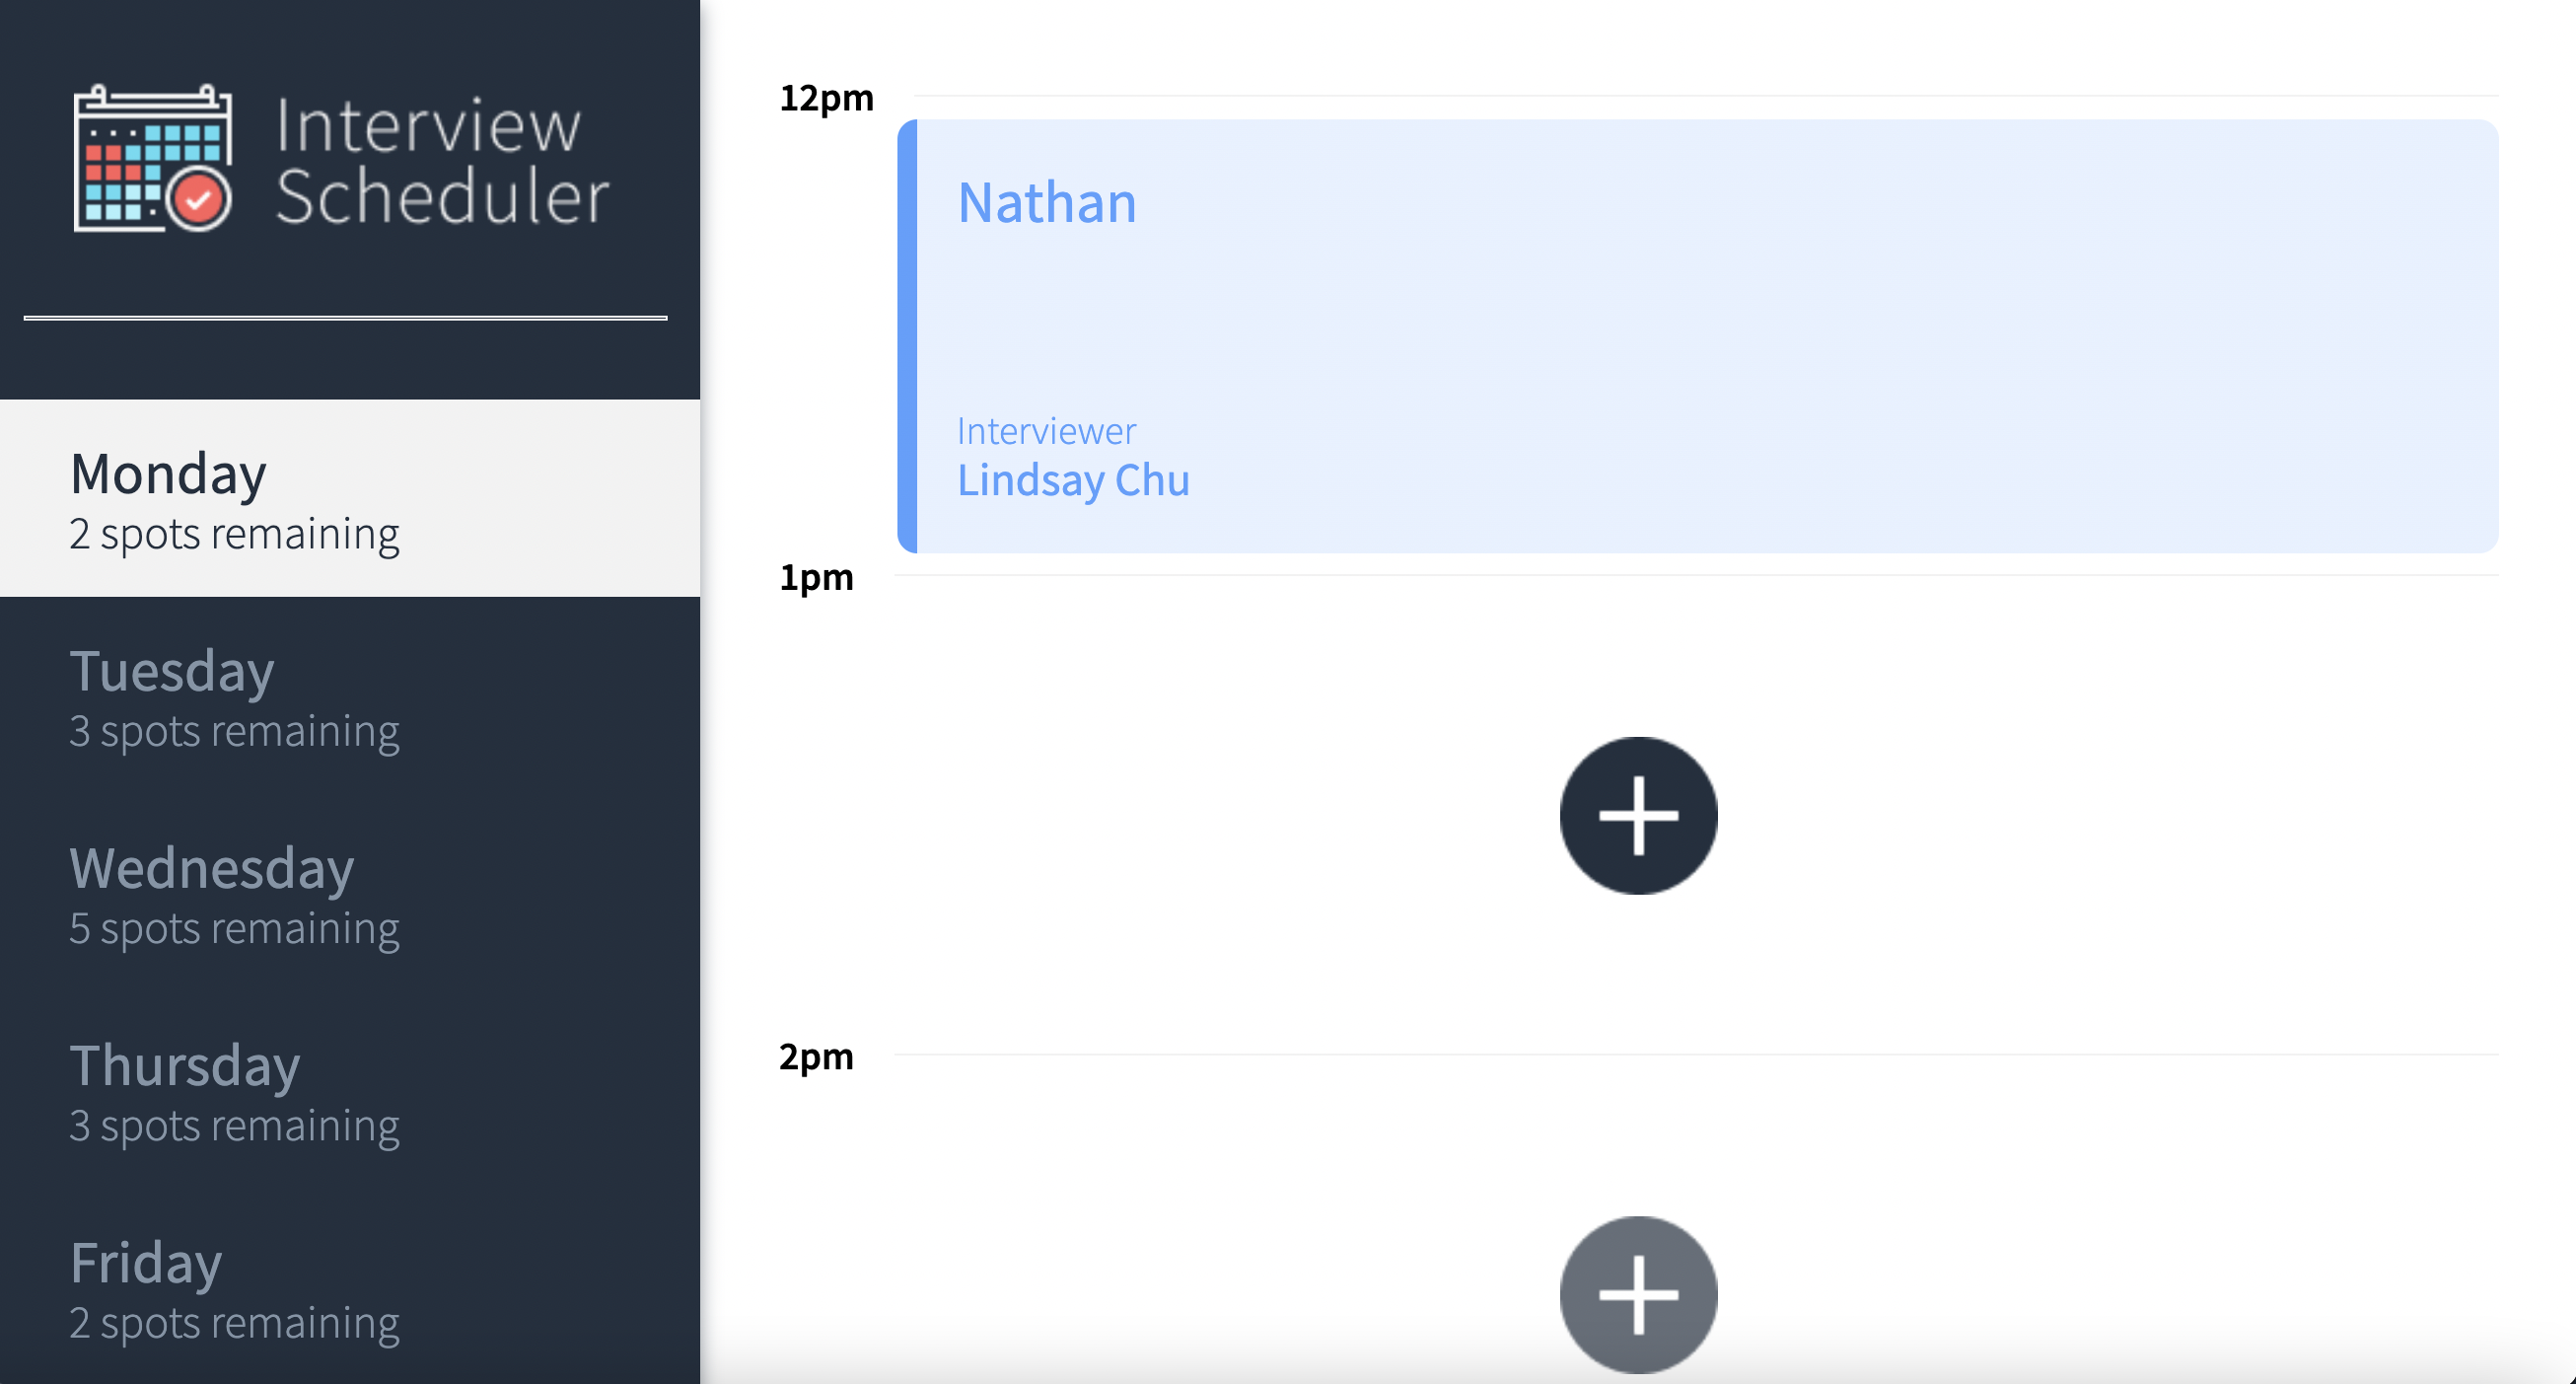 Interview
Scheduler
Monday
2 spots remaining
Tuesday
3 spots remaining
Wednesday
5 spots remaining
Thursday
3 spots remaining
Friday
2 spots remaining
12pm
Nathan
Interviewer
Lindsay Chu
1pm
2pm